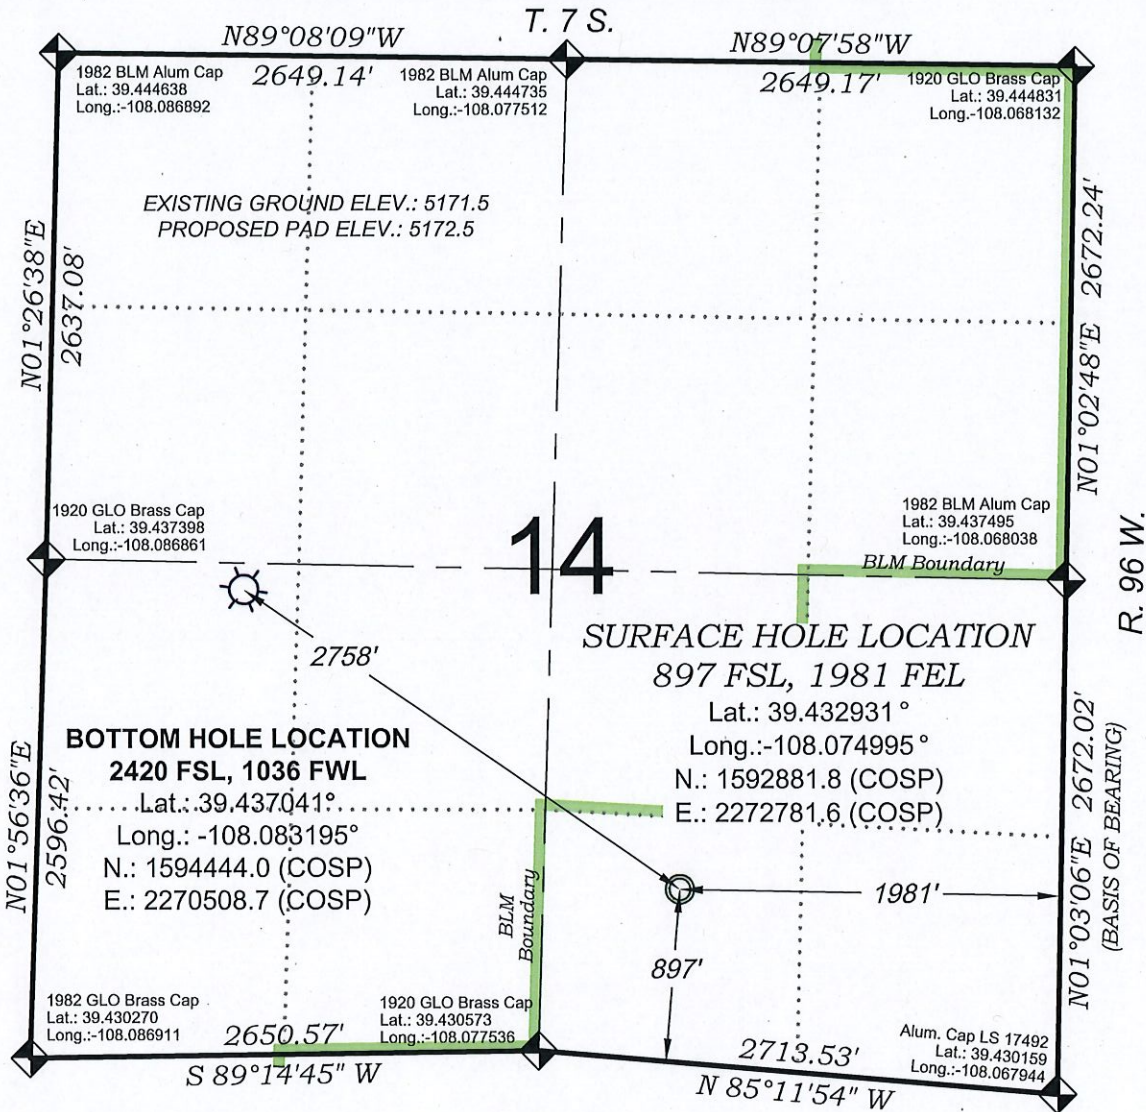 T. 7 S.
N89°08'09"W
N89°07'58"W
2649.14'
2649.17'
1982 BLM Alum Cap
Lat.: 39.444638
Long.:-108.086892
1982 BLM Alum Cap
Lat.: 39.444735
Long.:-108.077512
1920 GLO Brass Cap
Lat.: 39.444831
Long.-108.068132
EXISTING GROUND ELEV.: 5171.5
PROPOSED PAD ELEV.: 5172.5
N01°26'38"E
2637.08'
N01°02'48"E 2672.24'
1920 GLO Brass Cap
Lat.: 39.437398
Long.:-108.086861
14
1982 BLM Alum Cap
Lat.: 39.437495
Long.:-108.068038
BLM Boundary
R. 96 W.
2758'
SURFACE HOLE LOCATION
897 FSL, 1981 FEL
Lat.: 39.432931°
Long.:-108.074995°
N.: 1592881.8 (COSP)
E.: 2272781.6 (COSP)
BOTTOM HOLE LOCATION
2420 FSL, 1036 FWL
Lat.: 39.437041°
Long.: -108.083195°
N.: 1594444.0 (COSP)
E.: 2270508.7 (COSP)
N01°56'36"E
2596.42'
N01°03'06"E 2672.02'
(BASIS OF BEARING)
BLM
Boundary
1981'
897'
1982 GLO Brass Cap
Lat.: 39.430270
Long.:-108.086911
1920 GLO Brass Cap
Lat.: 39.430573
Long.:-108.077536
Alum. Cap LS 17492
Lat.: 39.430159
Long.:-108.067944
2650.57'
S 89°14'45" W
2713.53'
N 85°11'54" W